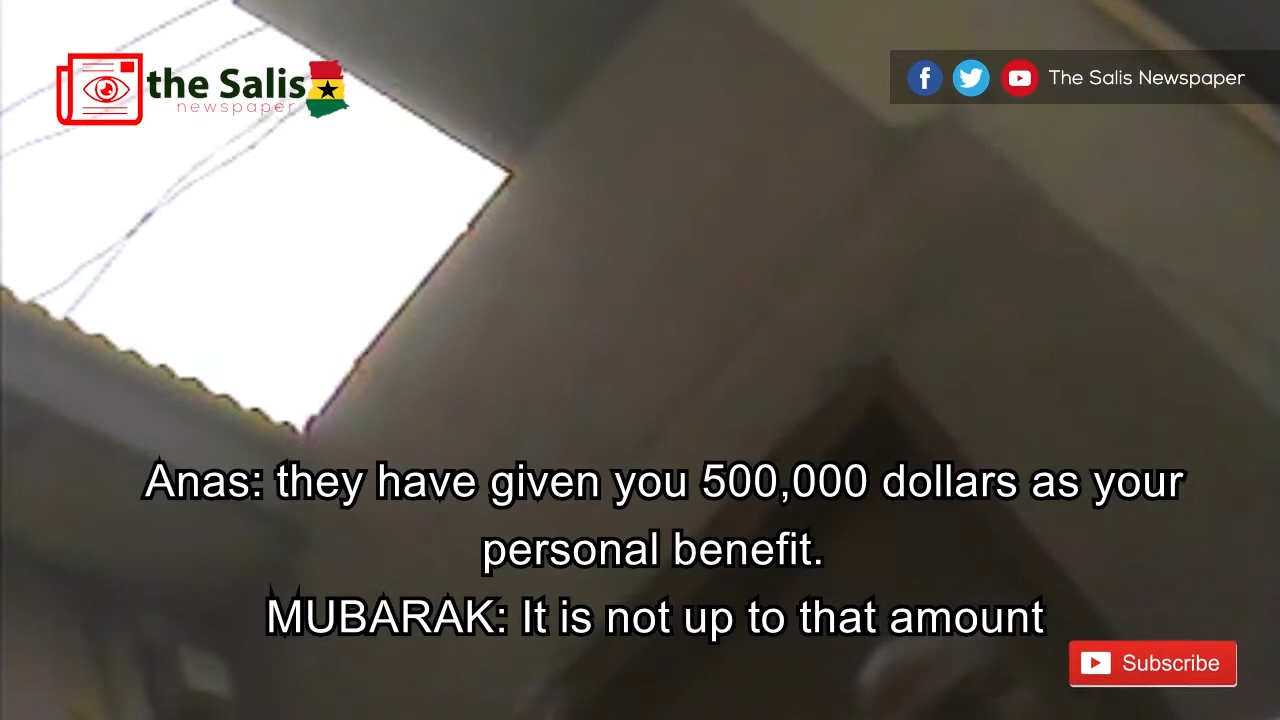 the Salis
newspaper
The Salis Newspaper
Anas: they have given you 500,000 dollars as your
personal benefit.
MUBARAK: It is not up to that amount
Subscribe